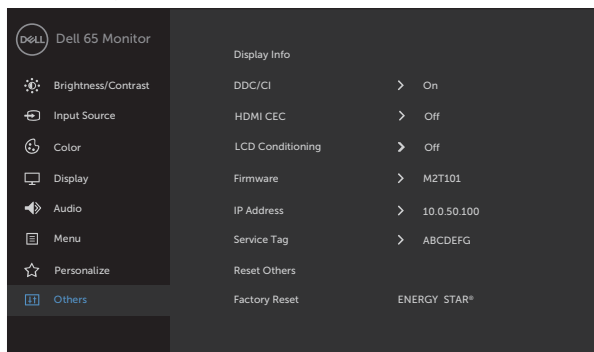 DELL Dell 65 Monitor
Display Info
Brightness/Contrast DDC/CI > On
Input Source HDMI CEC > Off
Color LCD Conditioning > Off
Display Firmware > M2T101
Audio IP Address > 10.0.50.100
Menu Service Tag > ABCDEFG
Personalize Reset Others
Others Factory Reset ENERGY STAR®